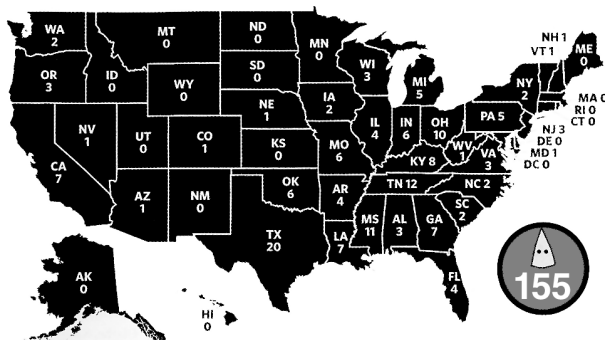 WA
2
OR
3
CA
7
NV
1
ID
0
MT
0
WY
0
UT
0
AZ
1
CO
1
NM
0
ND
0
SD
0
NE
1
KS
0
OK
6
TX
20
MN
0
IA
2
MO
6
AR
4
LA
7
WI
3
IL
4
MI
5
IN
6
OH
10
KY 8
TN 12
MS
11
AL
3
GA
7
FL
4
SC
2
NC 2
VA
3
WV
1
PA 5
NY
2
VT 1
NH 1
ME
0
MA 0
RI 0
CT 0
NJ 3
DE 0
MD 1
DC 0
AK
0
HI
0
155